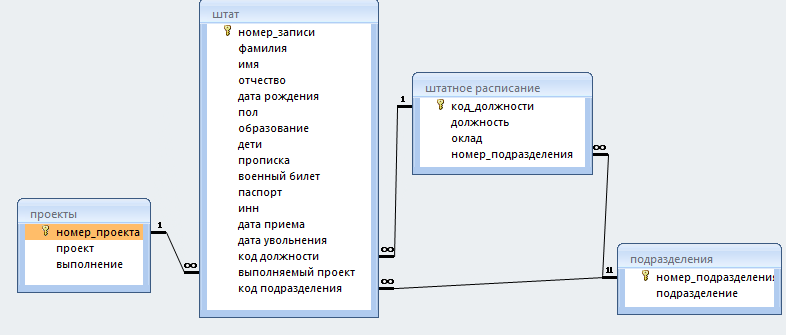 штат
номер_записи
фамилия
имя
отчество
дата рождения
пол
образование
дети
прописка
военный билет
паспорт
инн
дата приема
дата увольнения
код должности
выполняемый проект
код подразделения
штатное расписание
код_должности
должность
оклад
номер_подразделения
проекты
номер_проекта
проект
выполнение
подразделения
номер_подразделения
подразделение
1
∞
1
∞
∞
∞
11